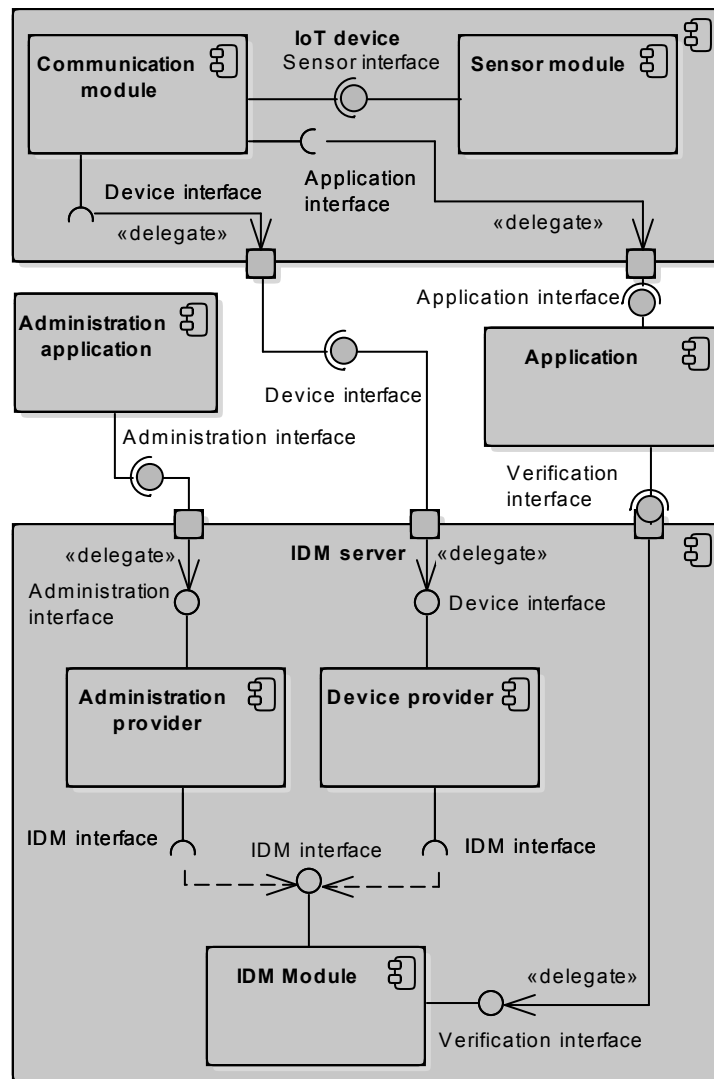 IoT device
Communication
module
Sensor interface
Sensor module
Device interface
«delegate»
Application
interface
«delegate»
Administration
application
Application interface
Application
Device interface
Administration interface
Verification
interface
«delegate»
IDM server
«delegate»
Administration
interface
Device interface
Administration
provider
Device provider
IDM interface
IDM interface
IDM interface
IDM Module
«delegate»
Verification interface